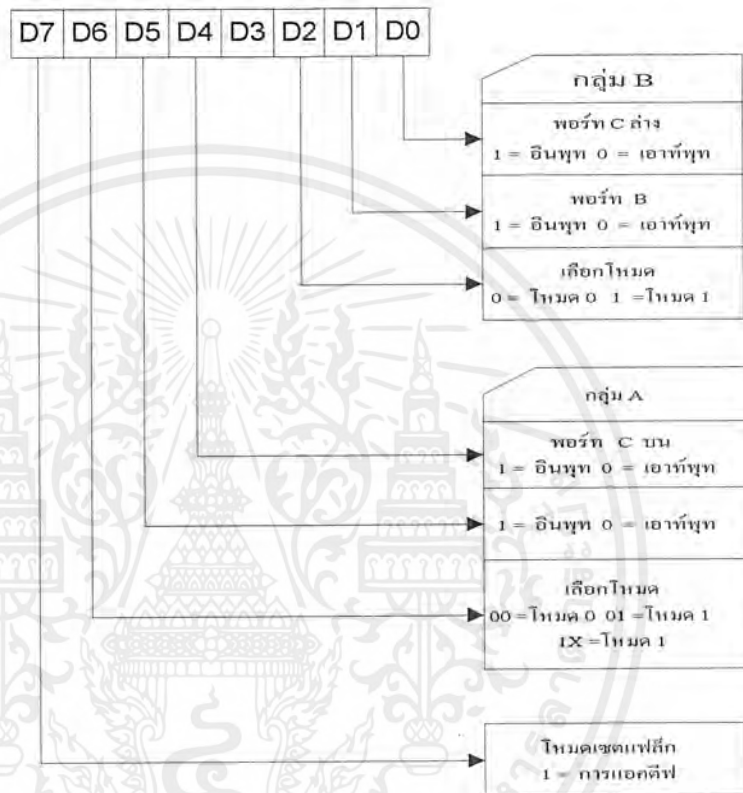 D7 D6 D5 D4 D3 D2 D1 D0
กลุ่ม B
พอร์ท C ล่าง
1 = อินพุท 0 = เอาท์พุท
พอร์ท B
1 = อินพุท 0 = เอาท์พุท
เลือกโหมด
0 = โหมด 0 1 =โหมด 1
กลุ่ม A
พอร์ท C บน
1 = อินพุท 0 = เอาท์พุท
1 = อินพุท 0 = เอาท์พุท
เลือกโหมด
00 =โหมด 0 01 =โหมด 1
1X =โหมด 1
โหมดเซตแฟล็ก
1 = การแอคตีฟ